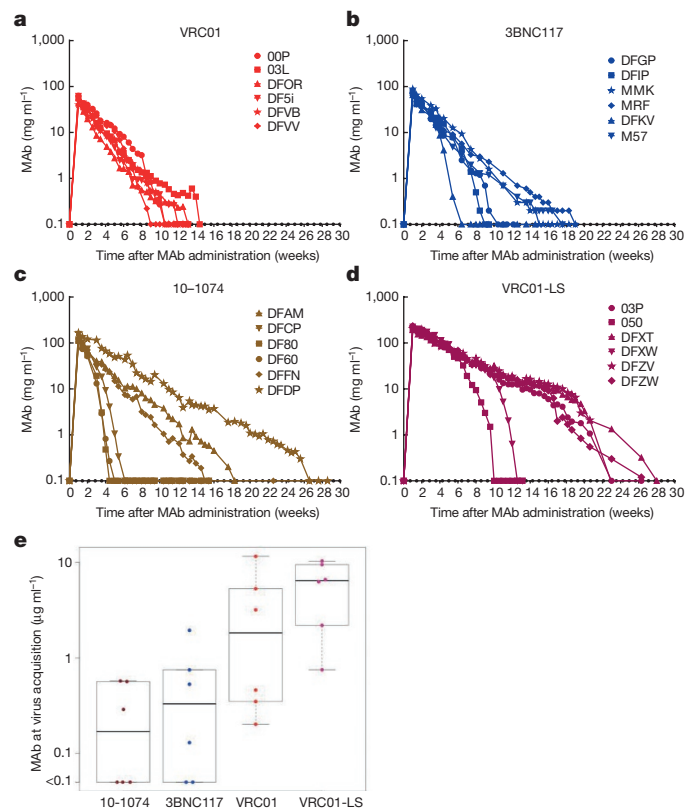 a
VRC01
1,000
100
10
1
0.1
MAb (mg ml−1)
0 2 4 6 8 10 12 14 16 18 20 22 24 26 28 30
Time after MAb administration (weeks)
00P
03L
DFOR
DF5i
DFVB
DFVV
b
3BNC117
1,000
100
10
1
0.1
MAb (mg ml−1)
0 2 4 6 8 10 12 14 16 18 20 22 24 26 28 30
Time after MAb administration (weeks)
DFGP
DFIP
MMK
MRF
DFKV
M57
c
10–1074
1,000
100
10
1
0.1
MAb (mg ml−1)
0 2 4 6 8 10 12 14 16 18 20 22 24 26 28 30
Time after MAb administration (weeks)
DFAM
DFCP
DF80
DF60
DFFN
DFDP
d
VRC01-LS
1,000
100
10
1
0.1
MAb (mg ml−1)
0 2 4 6 8 10 12 14 16 18 20 22 24 26 28 30
Time after MAb administration (weeks)
03P
050
DFXT
DFXW
DFZV
DFZW
e
10
1
0.1
<0.1
MAb at virus acquisition (μg ml−1)
10-1074 3BNC117 VRC01 VRC01-LS